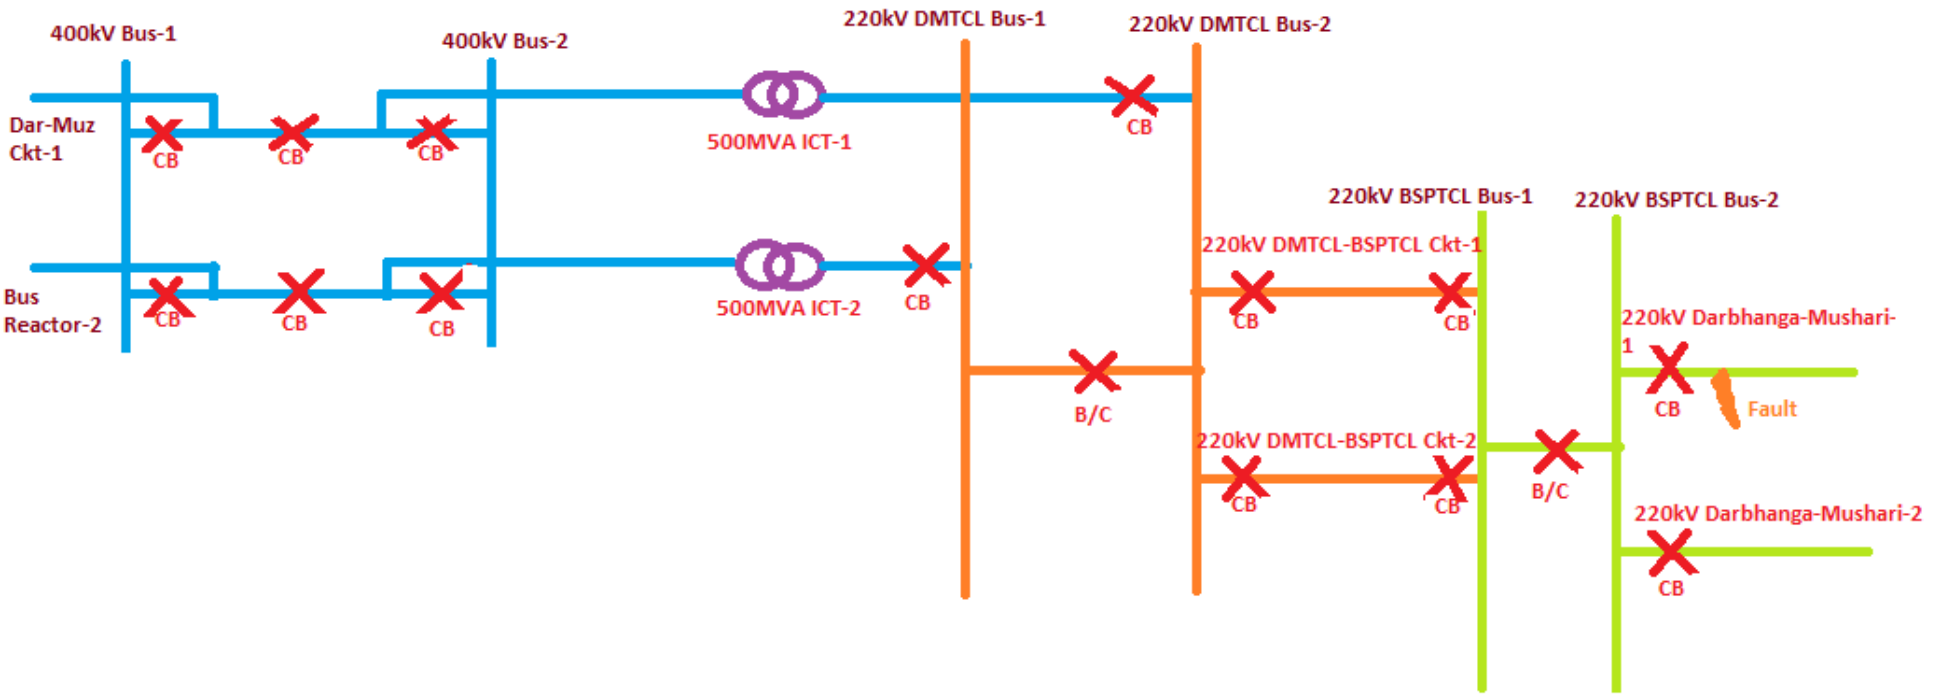 220kV DMTCL Bus-1
220kV DMTCL Bus-2
400kV Bus-1
400kV Bus-2
Dar-Muz
Ckt-1
CB
CB
CB
500MVA ICT-1
CB
220kV BSPTCL Bus-1
220kV BSPTCL Bus-2
220kV DMTCL-BSPTCL Ckt-1
Bus
Reactor-2
CB
CB
CB
500MVA ICT-2
CB
CB
CB
220kV Darbhanga-Mushari-
1
CB
Fault
B/C
220kV DMTCL-BSPTCL Ckt-2
CB
CB
B/C
220kV Darbhanga-Mushari-2
CB